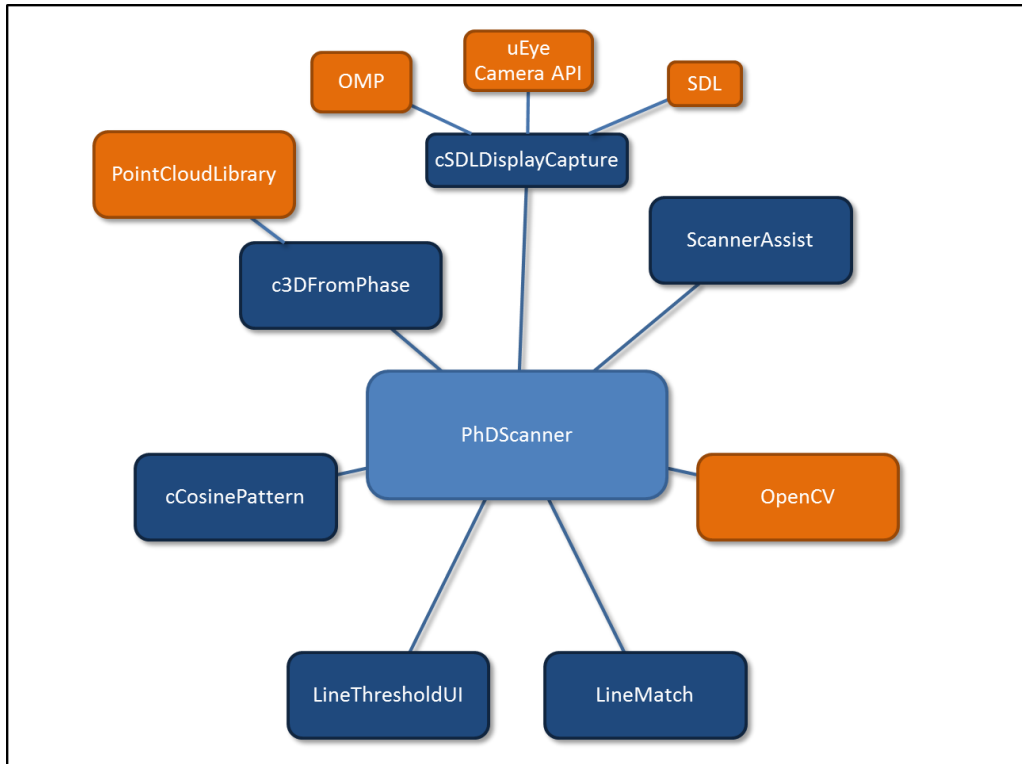 uEye
Camera API
OMP
SDL
cSDLDisplayCapture
PointCloudLibrary
ScannerAssist
c3DFromPhase
PhDScanner
cCosinePattern
OpenCV
LineThresholdUI
LineMatch